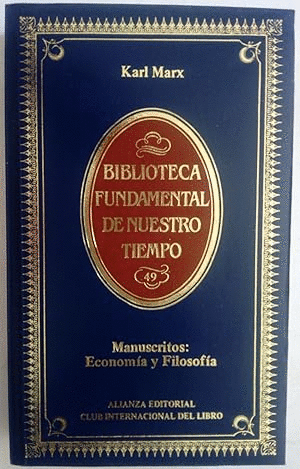 Karl Marx
BIBLIOTECA
FUNDAMENTAL
DE NUESTRO
TIEMPO
49
Manuscritos:
Economía y Filosofía
ALIANZA EDITORIAL
CLUB INTERNACIONAL DEL LIBRO